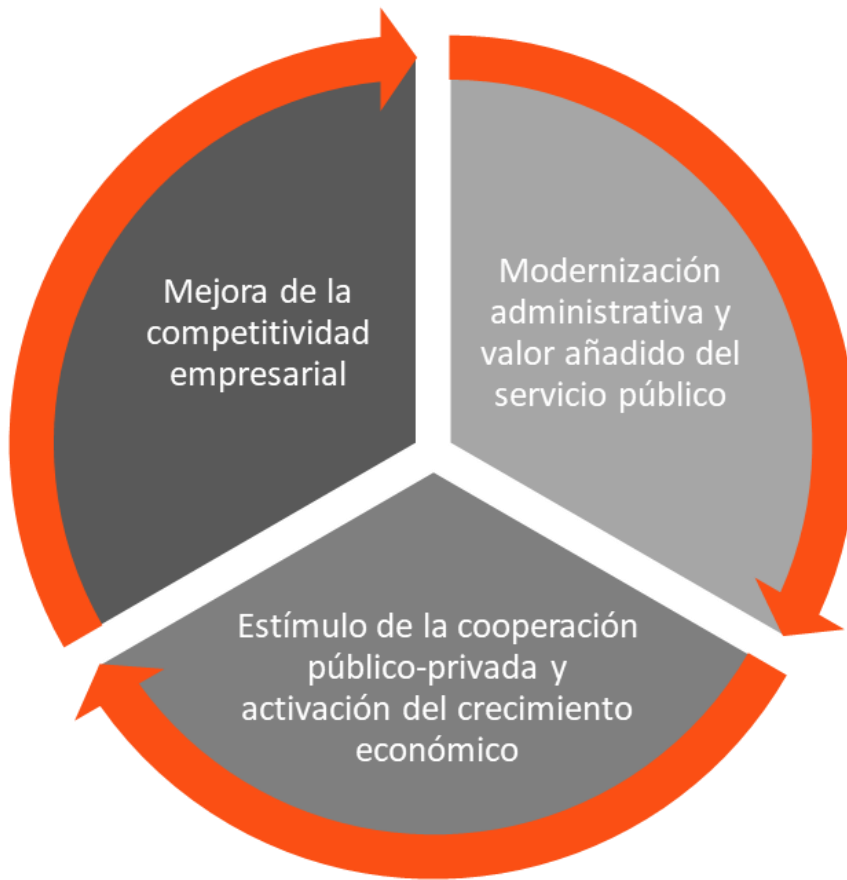 Mejora de la
competitividad
empresarial
Modernización
administrativa y
valor añadido del
servicio público
Estímulo de la cooperación
público-privada y
activación del crecimiento
económico